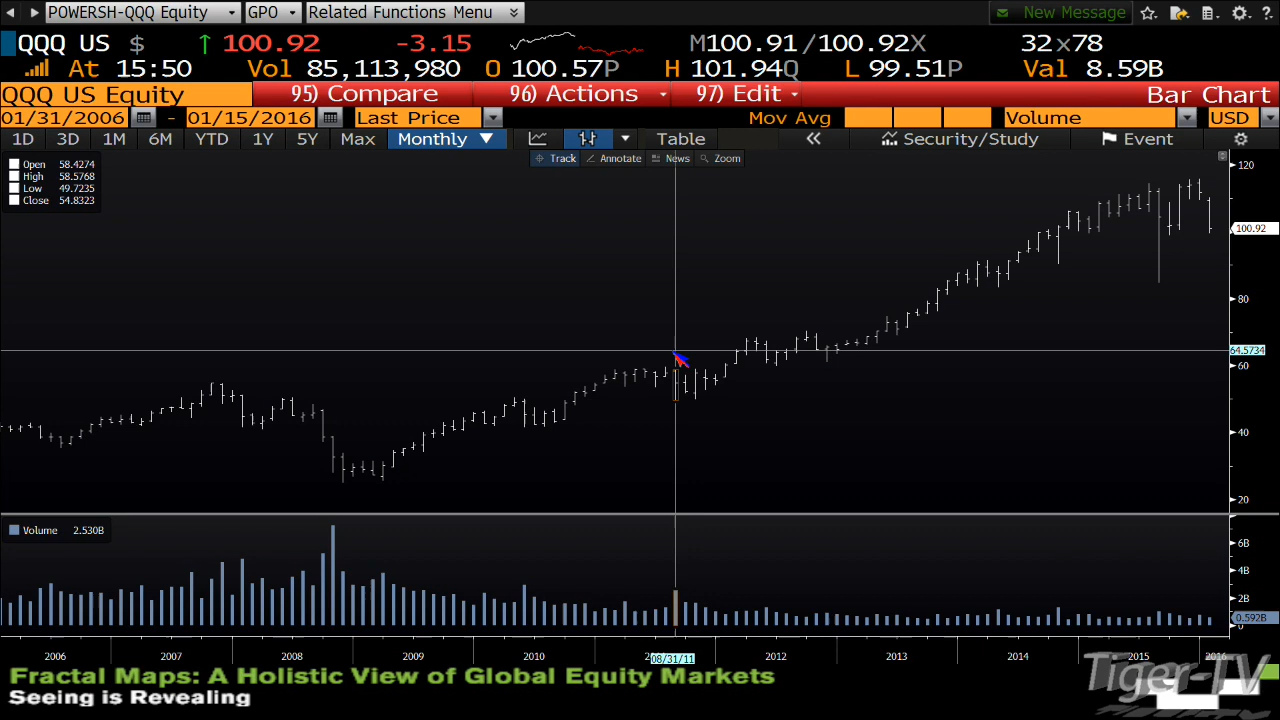 POWERSH-QQQ Equity GPO Related Functions Menu New Message
QQQ US $ ↑ 100.92 -3.15 M100.91/100.92X 32x78
At 15:50 Vol 85,113,980 O 100.57P H 101.94Q L 99.51P Val 8.59B
QQQ US Equity 95) Compare 96) Actions 97) Edit Bar Chart
01/31/2006 - 01/15/2016 Last Price Mov Avg Volume USD
1D 3D 1M 6M YTD 1Y 5Y Max Monthly ▼ Table « Security/Study Event
Track Annotate News Zoom
Open 58.4274
High 58.5768
Low 49.7235
Close 54.8323
120
100.92
80
64.5734
60
40
20
Volume 2.530B
6B
4B
2B
0.592B
0
2006 2007 2008 2009 2010 08/31/11 2012 2013 2014 2015 2016
Fractal Maps: A Holistic View of Global Equity Markets
Seeing is Revealing
Tiger-TV